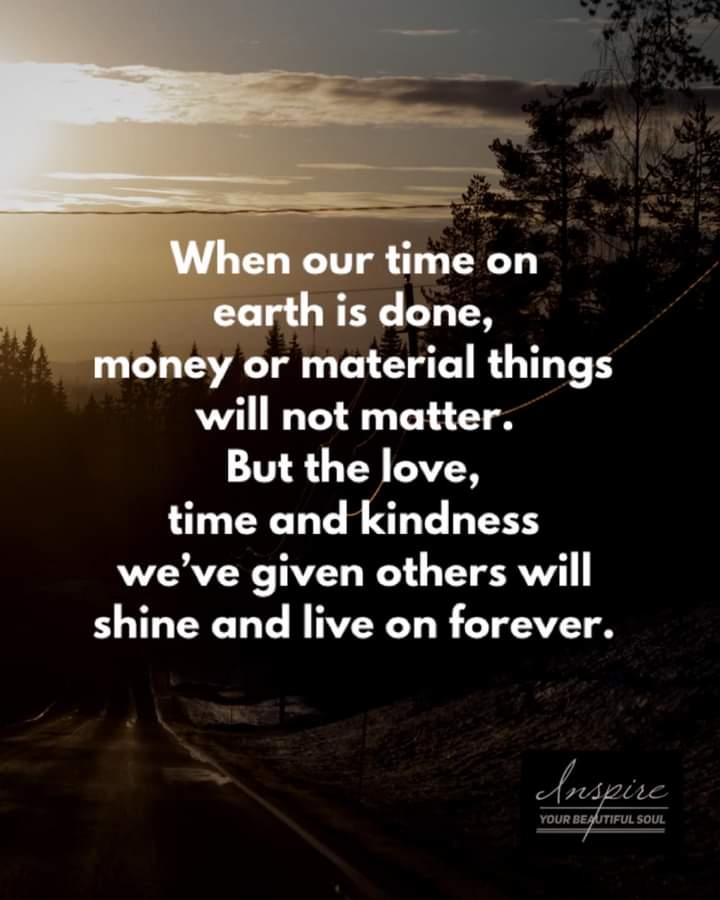 When our time on
earth is done,
money or material things
will not matter.
But the love,
time and kindness
we’ve given others will
shine and live on forever.
Inspire
YOUR BEAUTIFUL SOUL